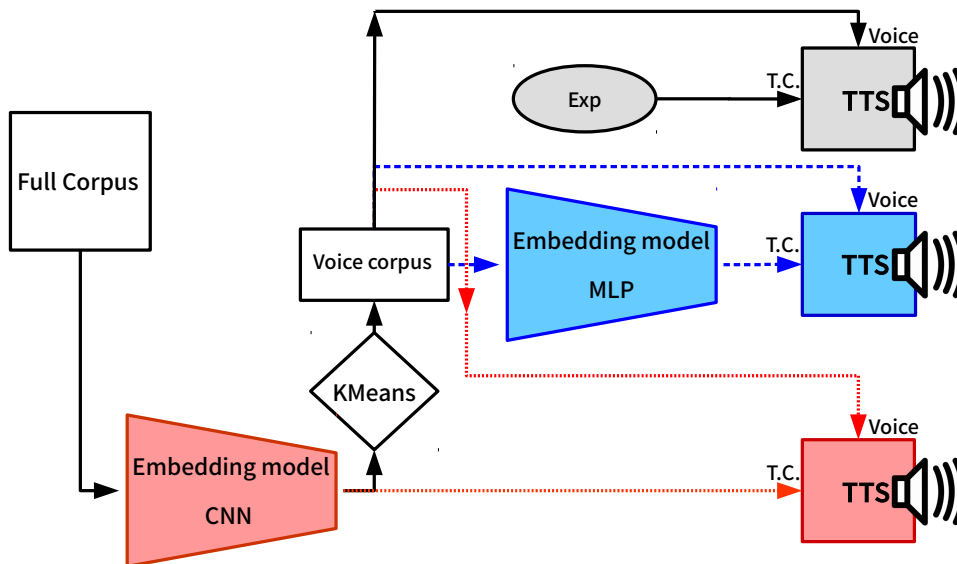 Voice
T.C.
Exp
TTS
Full Corpus
Voice
Embedding model
MLP
T.C.
TTS
Voice corpus
KMeans
Voice
Embedding model
CNN
T.C.
TTS